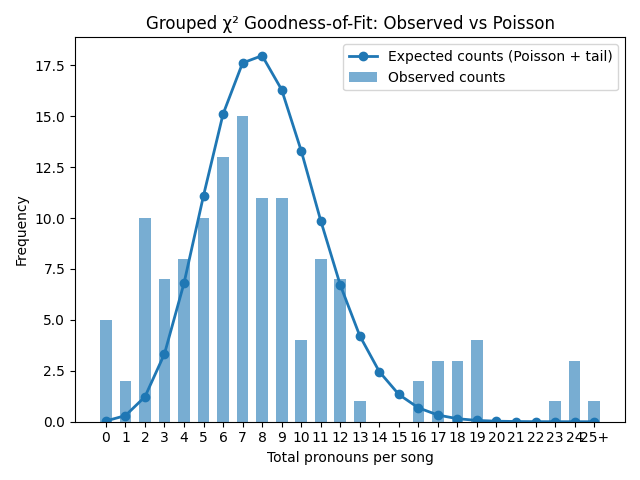 Grouped χ² Goodness-of-Fit: Observed vs Poisson
Expected counts (Poisson + tail)
Observed counts
17.5
15.0
12.5
10.0
7.5
5.0
2.5
0.0
Frequency
0 1 2 3 4 5 6 7 8 9 10 11 12 13 14 15 16 17 18 19 20 21 22 23 24 25+
Total pronouns per song